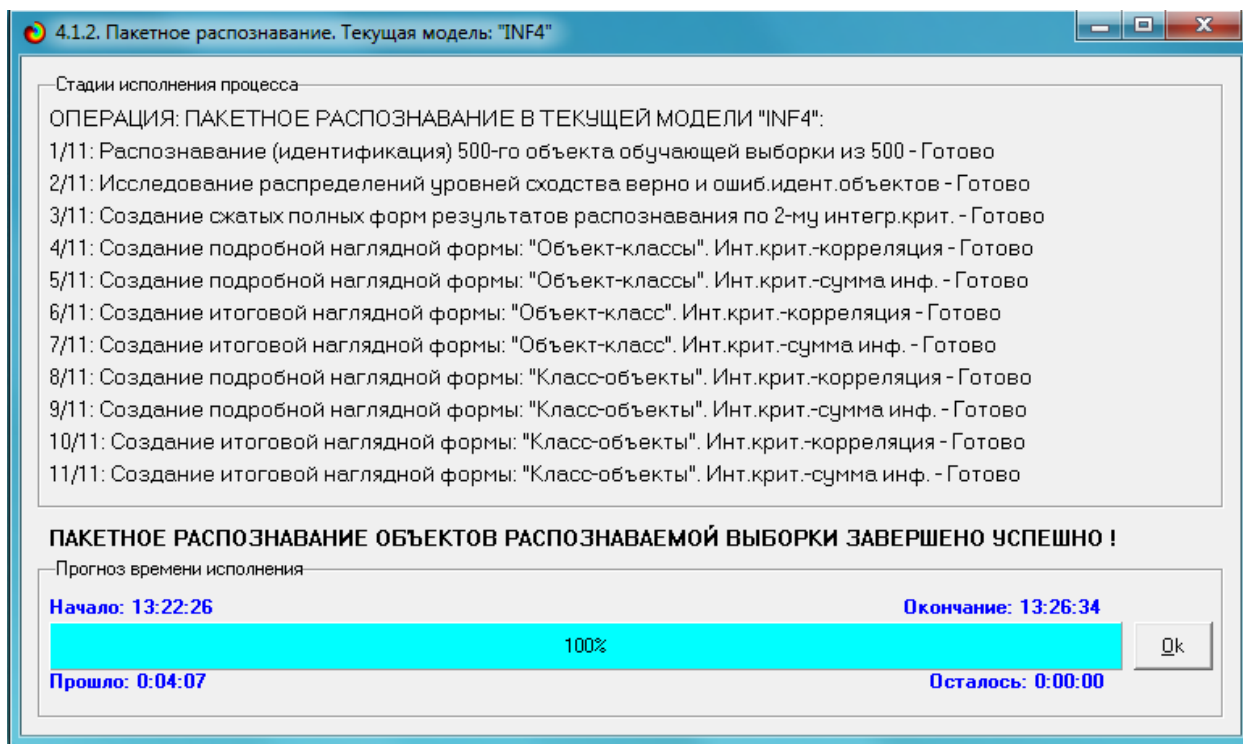 4.1.2. Пакетное распознавание. Текущая модель: "INF4"
Стадии исполнения процесса
ОПЕРАЦИЯ: ПАКЕТНОЕ РАСПОЗНАВАНИЕ В ТЕКУЩЕЙ МОДЕЛИ "INF4":
1/11: Распознавание (идентификация) 500-го объекта обучающей выборки из 500 - Готово
2/11: Исследование распределений уровней сходства верно и ошиб.идент.объектов - Готово
3/11: Создание сжатых полных форм результатов распознавания по 2-му интегр.крит. - Готово
4/11: Создание подробной наглядной формы: "Объект-классы". Инт.крит.-корреляция - Готово
5/11: Создание подробной наглядной формы: "Объект-классы". Инт.крит.-сумма инф. - Готово
6/11: Создание итоговой наглядной формы: "Объект-класс". Инт.крит.-корреляция - Готово
7/11: Создание итоговой наглядной формы: "Объект-класс". Инт.крит.-сумма инф. - Готово
8/11: Создание подробной наглядной формы: "Класс-объекты". Инт.крит.-корреляция - Готово
9/11: Создание подробной наглядной формы: "Класс-объекты". Инт.крит.-сумма инф. - Готово
10/11: Создание итоговой наглядной формы: "Класс-объекты". Инт.крит.-корреляция - Готово
11/11: Создание итоговой наглядной формы: "Класс-объекты". Инт.крит.-сумма инф. - Готово
ПАКЕТНОЕ РАСПОЗНАВАНИЕ ОБЪЕКТОВ РАСПОЗНАВАЕМОЙ ВЫБОРКИ ЗАВЕРШЕНО УСПЕШНО !
Прогноз времени исполнения
Начало: 13:22:26 Окончание: 13:26:34
100% Ok
Прошло: 0:04:07 Осталось: 0:00:00